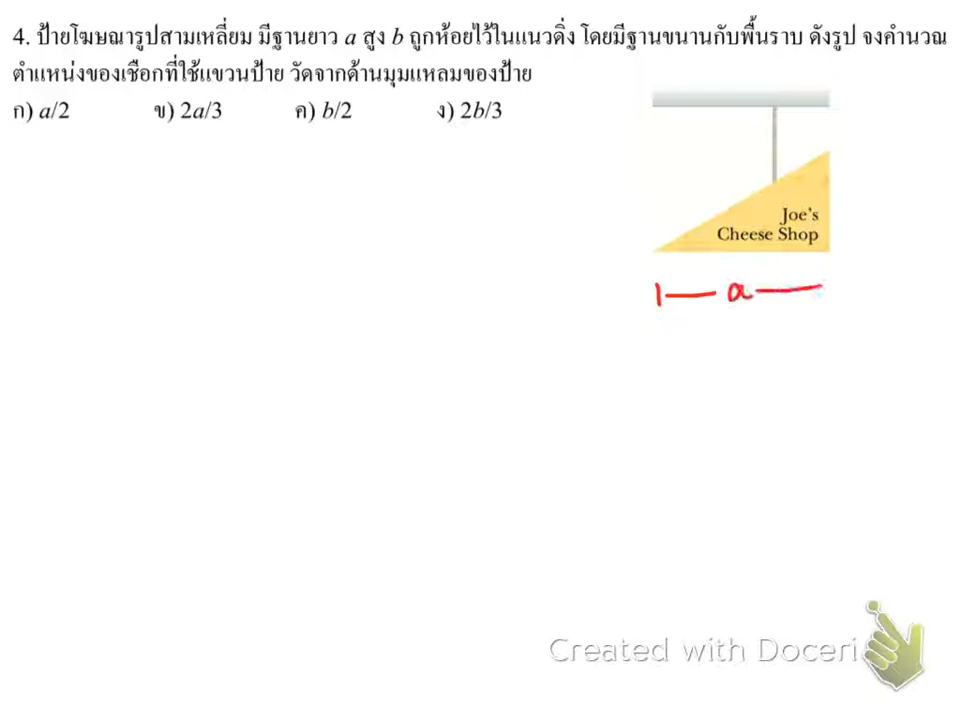 4. ป้ายโฆษณารูปสามเหลี่ยม มีฐานยาว a สูง b ถูกห้อยไว้ในแนวดิ่ง โดยมีฐานขนานกับพื้นราบ ดังรูป จงคำนวณ
ตำแหน่งของเชือกที่ใช้แขวนป้าย วัดจากด้านมุมแหลมของป้าย
ก) a/2 ข) 2a/3 ค) b/2 ง) 2b/3
Joe's
Cheese Shop
a
Created with Doceri